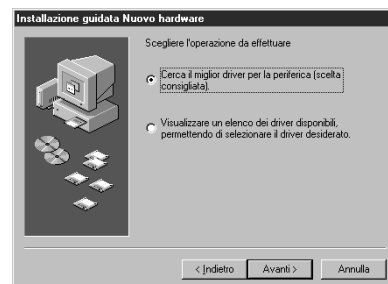 Installazione guidata Nuovo hardware
Scegliere l'operazione da effettuare
Cerca il miglior driver per la periferica (scelta
consigliata).
Visualizzare un elenco dei driver disponibili,
permettendo di selezionare il driver desiderato.
< Indietro
Avanti >
Annulla